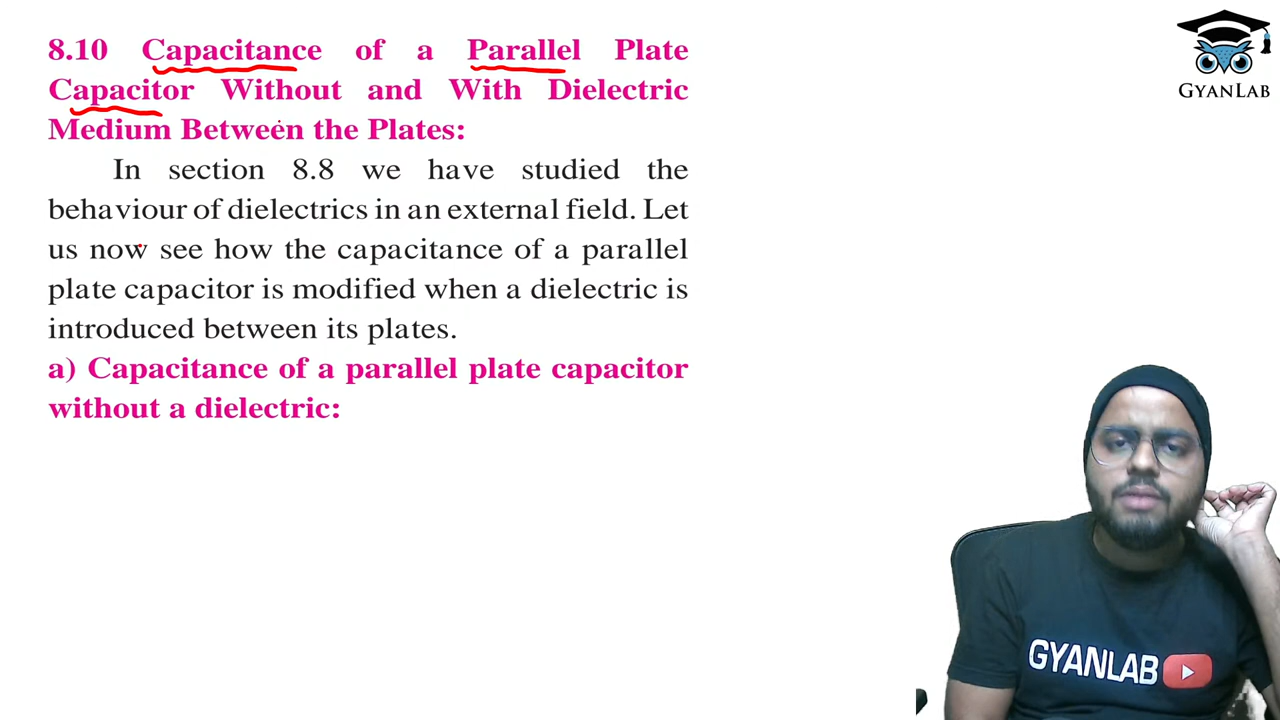 8.10 Capacitance of a Parallel Plate
Capacitor Without and With Dielectric
Medium Between the Plates:
In section 8.8 we have studied the
behaviour of dielectrics in an external field. Let
us now see how the capacitance of a parallel
plate capacitor is modified when a dielectric is
introduced between its plates.
a) Capacitance of a parallel plate capacitor
without a dielectric:
GYANLAB
GYANLAB